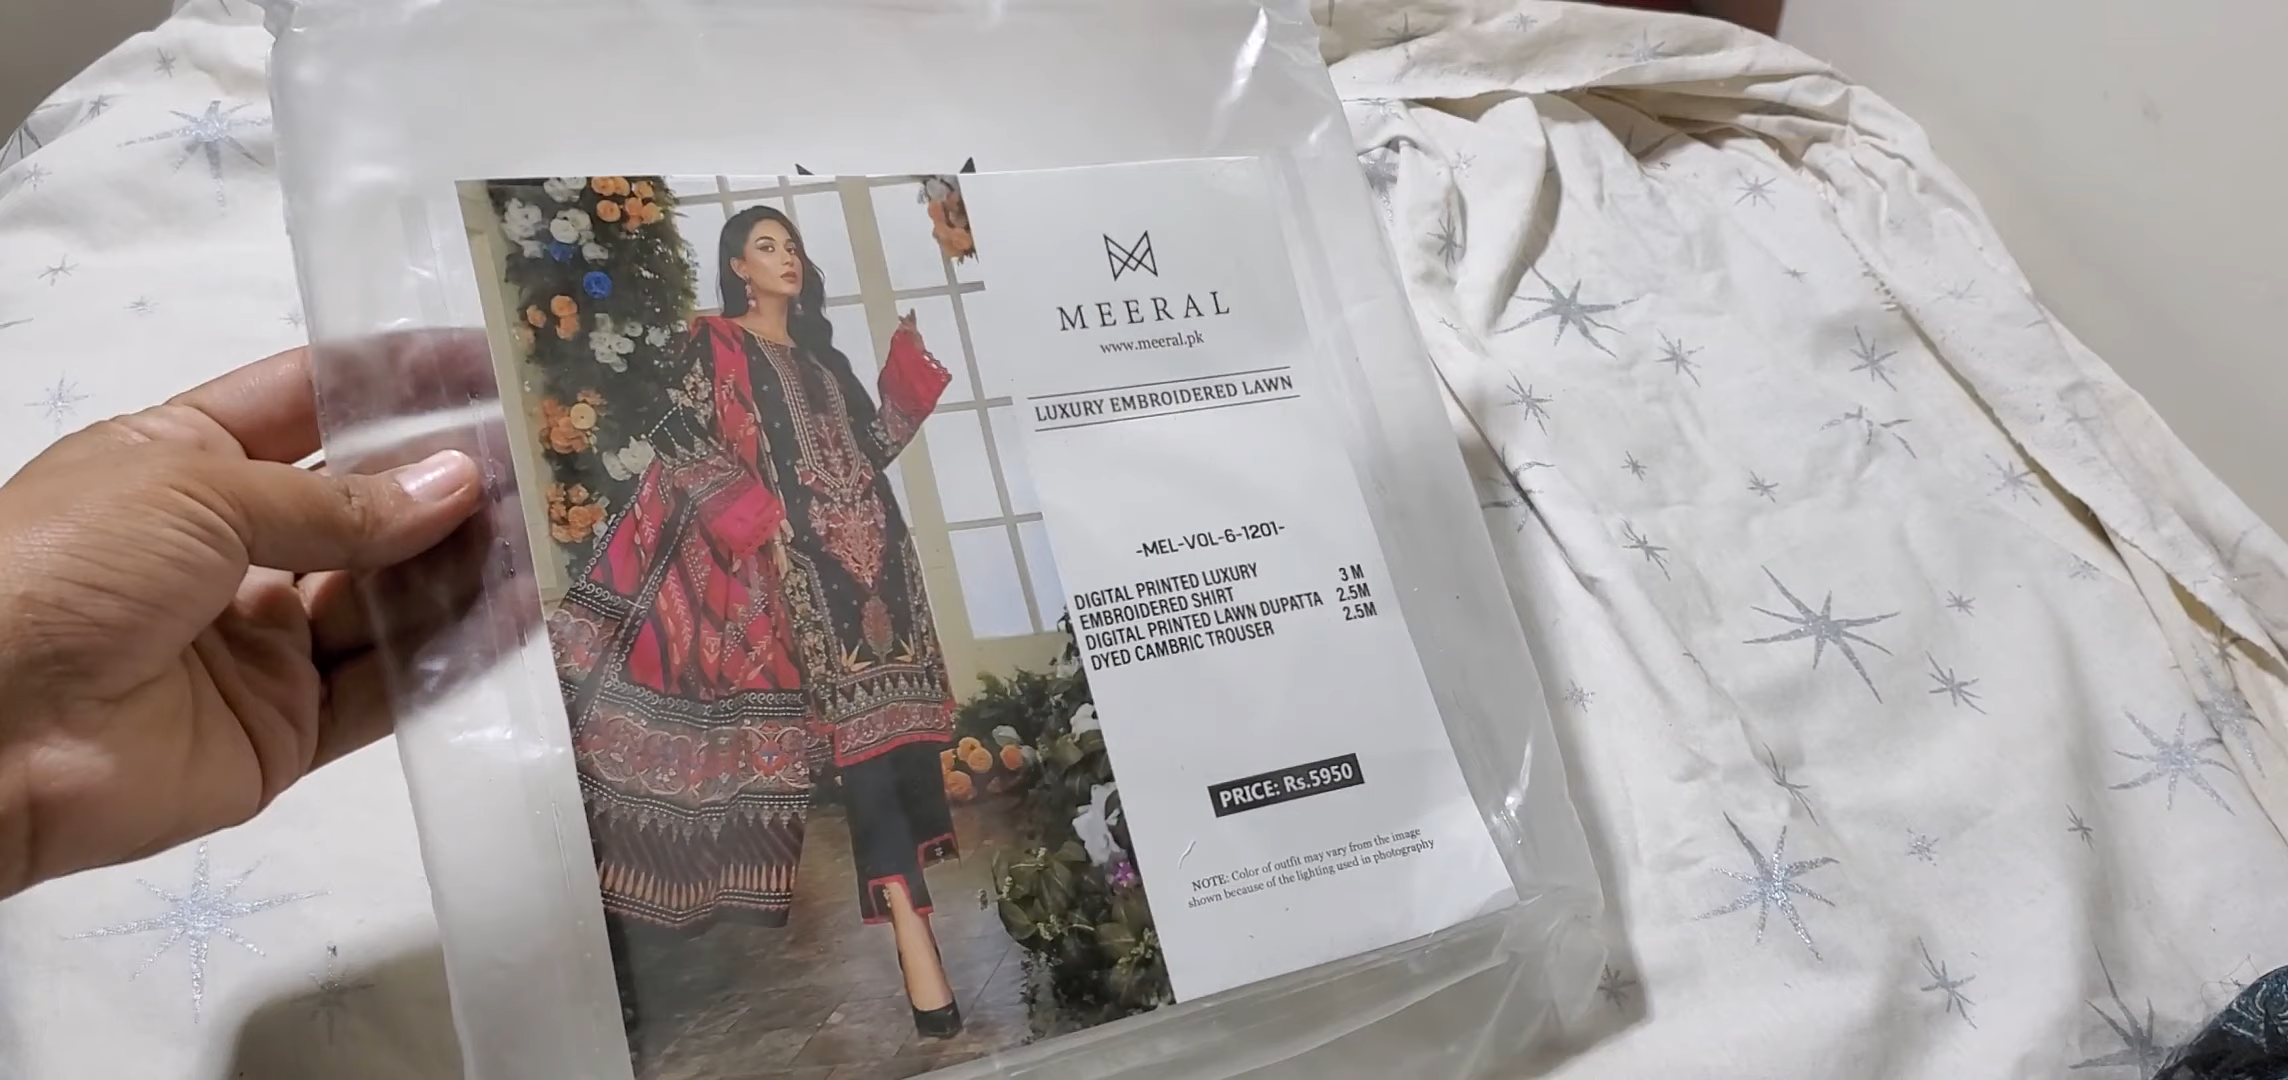 MEERAL
www.meeral.pk
LUXURY EMBROIDERED LAWN
-MEL-VOL-6-1201-
DIGITAL PRINTED LUXURY 3 M
EMBROIDERED SHIRT
DIGITAL PRINTED LAWN DUPATTA 2.5M
DYED CAMBRIC TROUSER 2.5M
PRICE: Rs.5950
NOTE: Color of outfit may vary from the image
shown because of the lighting used in photography